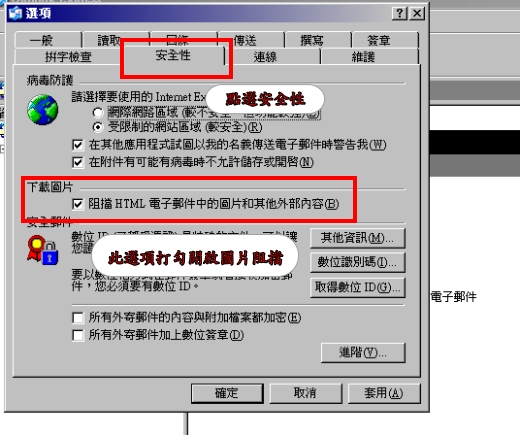 選項
一般 讀取 回條 傳送 撰寫 簽章
拼字檢查 安全性 連線 維護
病毒防護
請選擇要使用的 Internet Ex
點選安全性
網際網路區域 (較不安全
受限制的網站區域 (較安全)(R)
在其他應用程式試圖以我的名義傳送電子郵件時警告我(W)
在附件有可能有病毒時不允許儲存或開啓(N)
下載圖片
阻擋 HTML 電子郵件中的圖片和其他外部內容(B)
安全郵件
數位 ID
其他資訊(M)...
此選項打勾開啟圖片阻擋
數位識別碼(I)...
要以
件，您必須要有數位 ID。
取得數位 ID(G)...
電子郵件
所有外寄郵件的內容與附加檔案都加密(E)
所有外寄郵件加上數位簽章(D)
進階(V)...
確定 取消 套用(A)